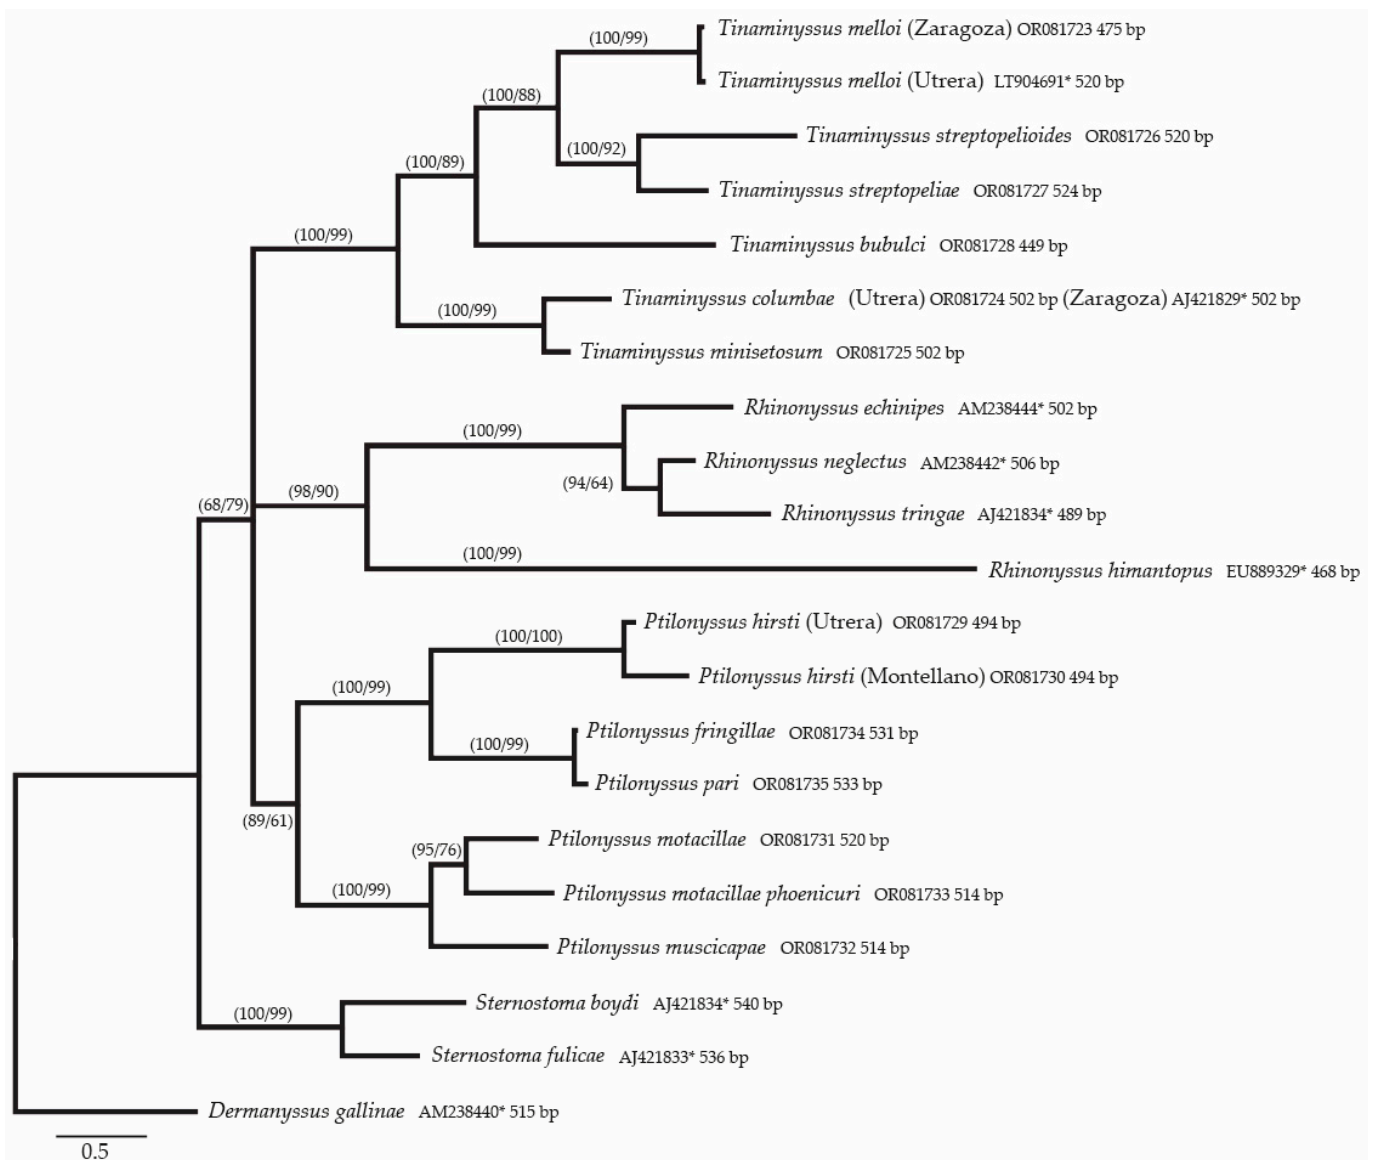 (100/99)
Tinaminyssus melloi (Zaragoza) OR081723 475 bp
Tinaminyssus melloi (Utrera) LT904691* 520 bp
(100/88)
Tinaminyssus streptopelioides OR081726 520 bp
(100/92)
(100/89)
Tinaminyssus streptopeliae OR081727 524 bp
(100/99)
Tinaminyssus bubulci OR081728 449 bp
Tinaminyssus columbae (Utrera) OR081724 502 bp (Zaragoza) AJ421829* 502 bp
(100/99)
Tinaminyssus minisetosum OR081725 502 bp
Rhinonyssus echinipes AM238444* 502 bp
(100/99)
Rhinonyssus neglectus AM238442* 506 bp
(94/64)
(98/90)
(68/79)
Rhinonyssus tringae AJ421834* 489 bp
(100/99)
Rhinonyssus himantopus EU889329* 468 bp
Ptilonyssus hirsti (Utrera) OR081729 494 bp
(100/100)
Ptilonyssus hirsti (Montellano) OR081730 494 bp
(100/99)
Ptilonyssus fringillae OR081734 531 bp
(100/99)
Ptilonyssus pari OR081735 533 bp
(89/61)
Ptilonyssus motacillae OR081731 520 bp
(95/76)
(100/99)
Ptilonyssus motacillae phoenicuri OR081733 514 bp
Ptilonyssus muscicapae OR081732 514 bp
Sternostoma boydi AJ421834* 540 bp
(100/99)
Sternostoma fulicae AJ421833* 536 bp
Dermanyssus gallinae AM238440* 515 bp
0.5